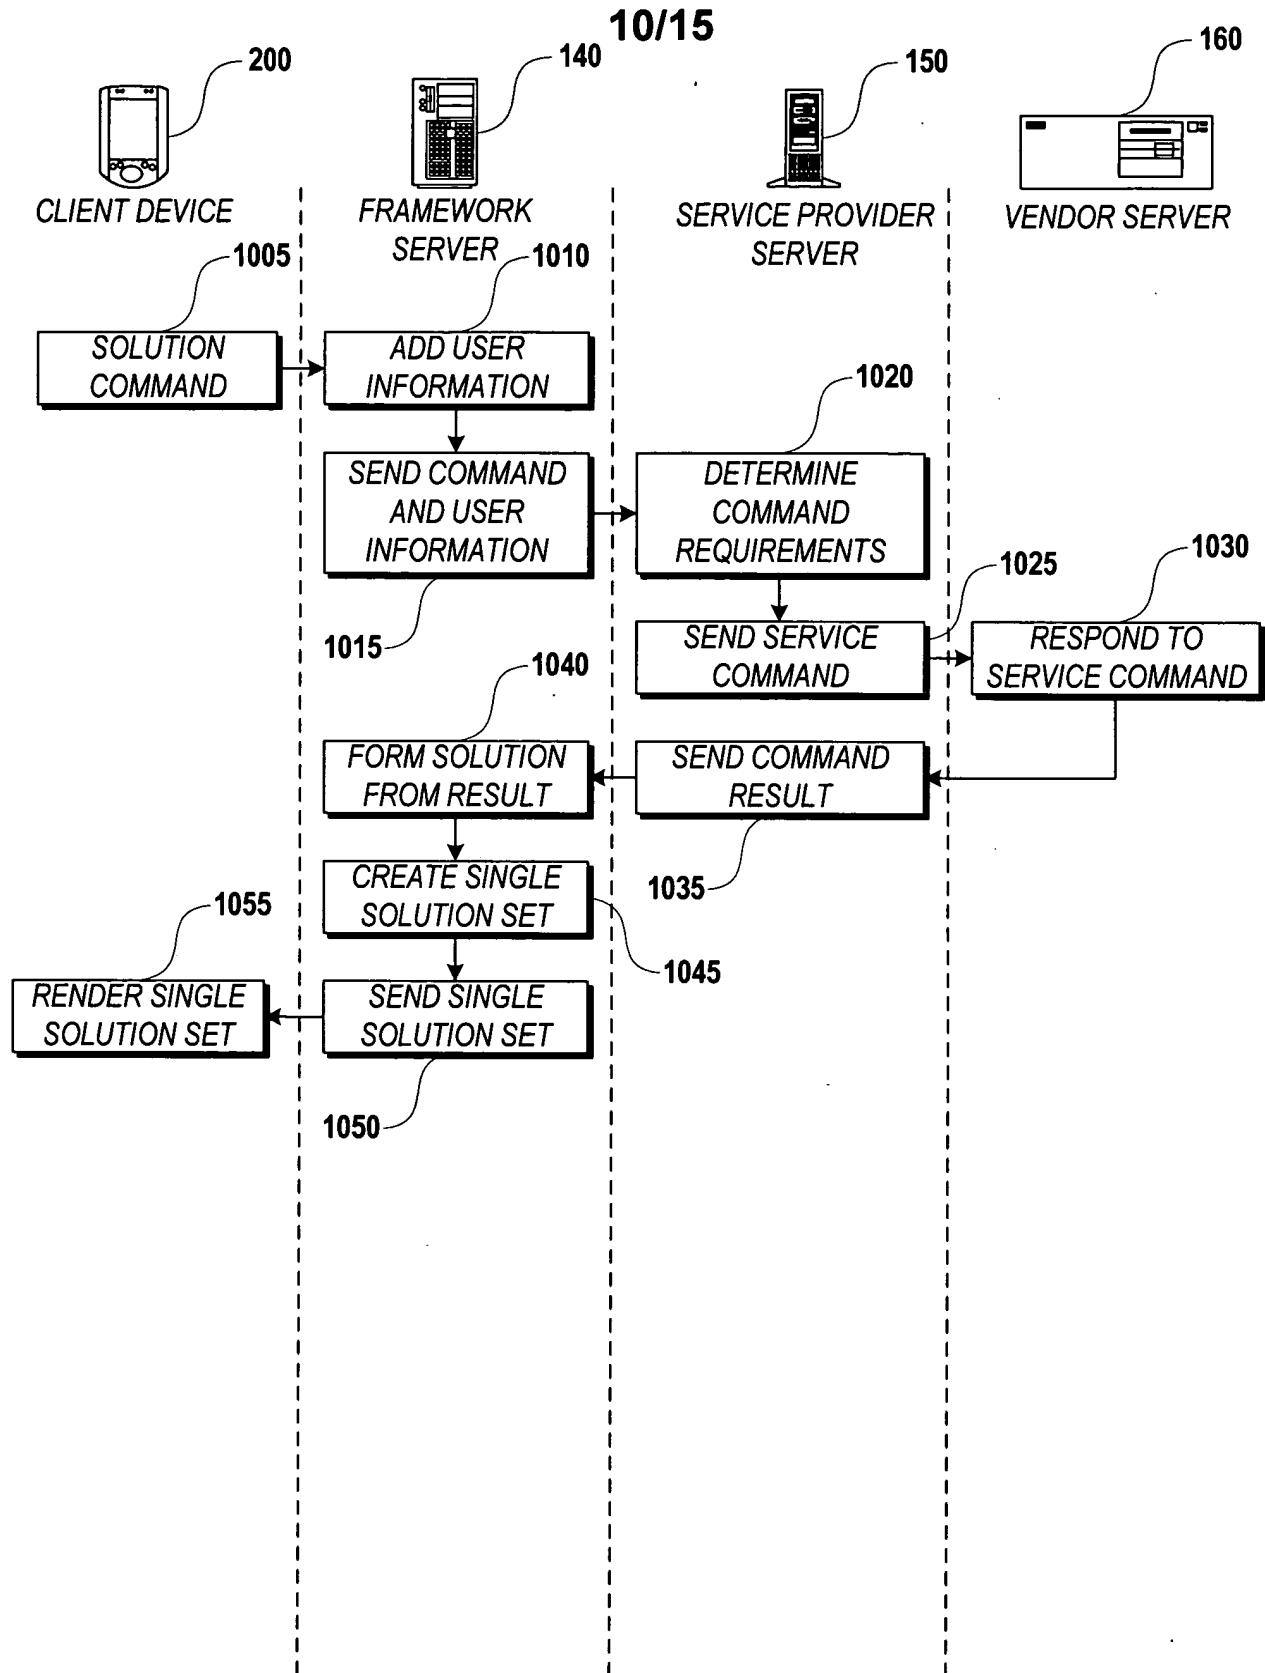 10/15
200
140
150
160
CLIENT DEVICE
FRAMEWORK
SERVER
SERVICE PROVIDER
SERVER
VENDOR SERVER
1005
1010
SOLUTION
COMMAND
ADD USER
INFORMATION
1020
SEND COMMAND
AND USER
INFORMATION
DETERMINE
COMMAND
REQUIREMENTS
1015
1025
1030
SEND SERVICE
COMMAND
RESPOND TO
SERVICE COMMAND
1040
FORM SOLUTION
FROM RESULT
SEND COMMAND
RESULT
1035
CREATE SINGLE
SOLUTION SET
1045
1055
RENDER SINGLE
SOLUTION SET
SEND SINGLE
SOLUTION SET
1050